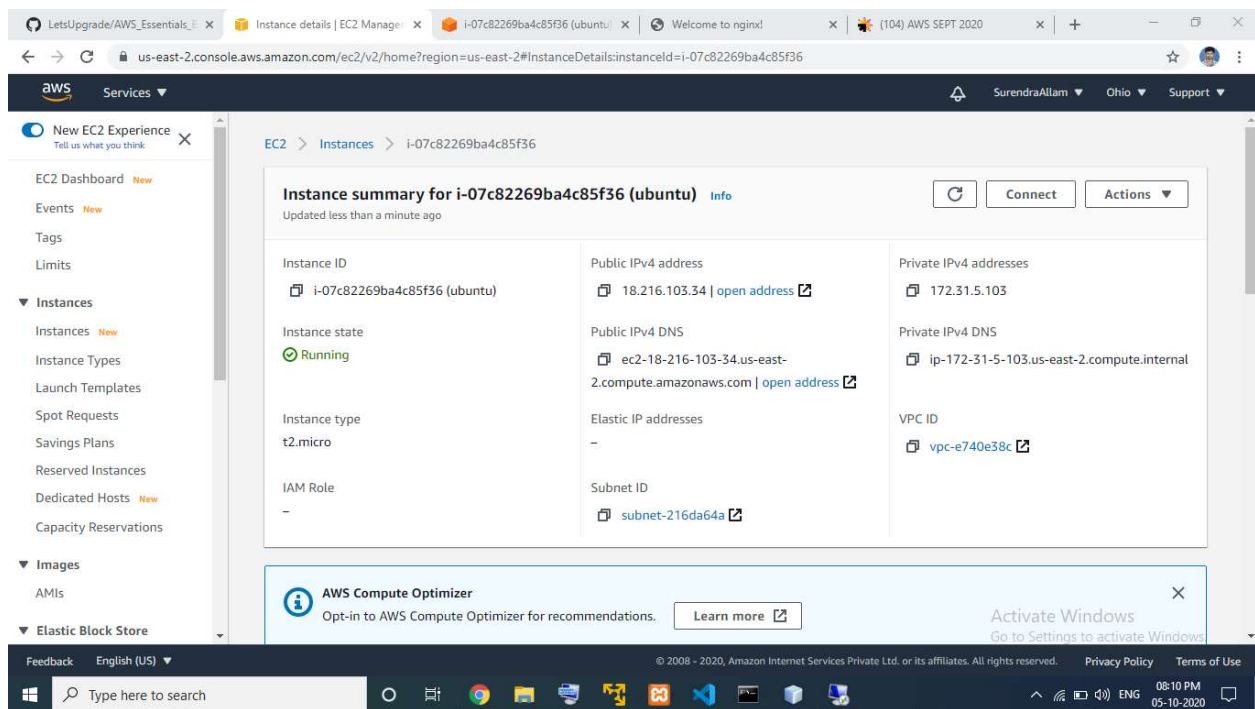 LetsUpgrade/AWS_Essentials_B
Instance details | EC2 Manager
i-07c82269ba4c85f36 (ubuntu)
Welcome to nginx!
(104) AWS SEPT 2020
us-east-2.console.aws.amazon.com/ec2/v2/home?region=us-east-2#InstanceDetails:instanceId=i-07c82269ba4c85f36
aws
Services
SurendraAllam
Ohio
Support
New EC2 Experience
Tell us what you think
EC2 Dashboard New
Events New
Tags
Limits
Instances
Instances New
Instance Types
Launch Templates
Spot Requests
Savings Plans
Reserved Instances
Dedicated Hosts New
Capacity Reservations
Images
AMIs
Elastic Block Store
EC2 > Instances > i-07c82269ba4c85f36
Instance summary for i-07c82269ba4c85f36 (ubuntu) Info
Updated less than a minute ago
Connect
Actions
Instance ID
i-07c82269ba4c85f36 (ubuntu)
Public IPv4 address
18.216.103.34 | open address
Private IPv4 addresses
172.31.5.103
Instance state
Running
Public IPv4 DNS
ec2-18-216-103-34.us-east-
2.compute.amazonaws.com | open address
Private IPv4 DNS
ip-172-31-5-103.us-east-2.compute.internal
Instance type
t2.micro
Elastic IP addresses
–
VPC ID
vpc-e740e38c
IAM Role
–
Subnet ID
subnet-216da64a
AWS Compute Optimizer
Opt-in to AWS Compute Optimizer for recommendations.
Learn more
Activate Windows
Go to Settings to activate Windows.
Feedback
English (US)
© 2008 - 2020, Amazon Internet Services Private Ltd. or its affiliates. All rights reserved.
Privacy Policy
Terms of Use
Type here to search
ENG
08:10 PM
05-10-2020